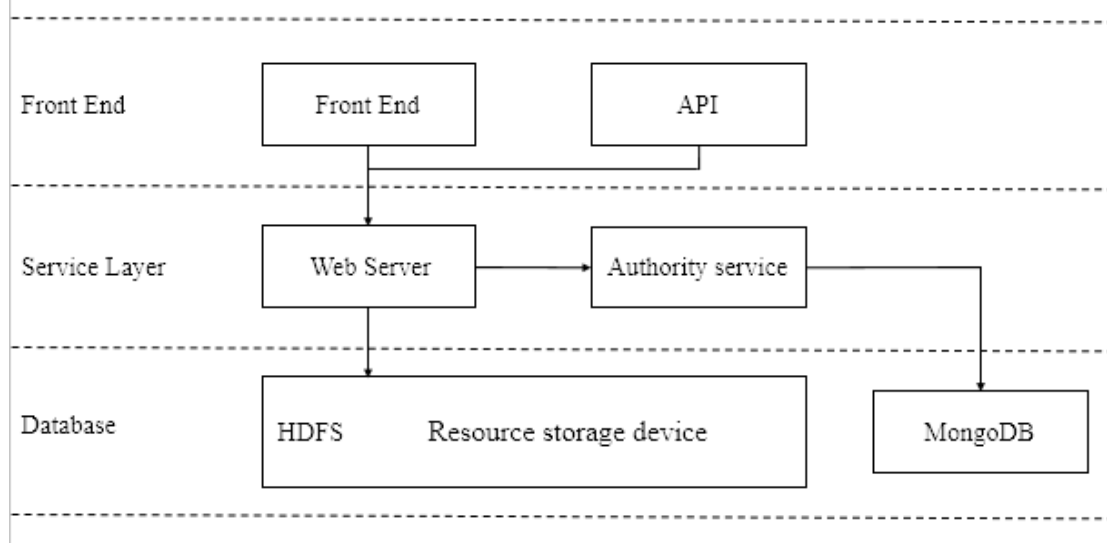 Front End
Front End
API
Service Layer
Web Server
Authority service
Database
HDFS
Resource storage device
MongoDB